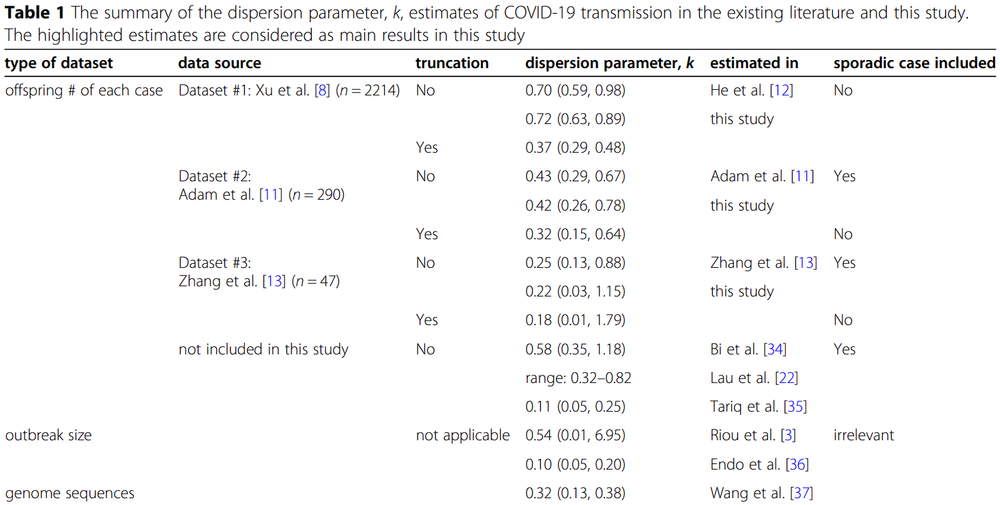 Table 1 The summary of the dispersion parameter, k, estimates of COVID-19 transmission in the existing literature and this study.
The highlighted estimates are considered as main results in this study
type of dataset data source truncation dispersion parameter, k estimated in sporadic case included
offspring # of each case Dataset #1: Xu et al. [8] (n = 2214) No 0.70 (0.59, 0.98) He et al. [12] No
0.72 (0.63, 0.89) this study
Yes 0.37 (0.29, 0.48)
Dataset #2:
Adam et al. [11] (n = 290) No 0.43 (0.29, 0.67) Adam et al. [11] Yes
0.42 (0.26, 0.78) this study
Yes 0.32 (0.15, 0.64) No
Dataset #3:
Zhang et al. [13] (n = 47) No 0.25 (0.13, 0.88) Zhang et al. [13] Yes
0.22 (0.03, 1.15) this study
Yes 0.18 (0.01, 1.79) No
not included in this study No 0.58 (0.35, 1.18) Bi et al. [34] Yes
range: 0.32–0.82 Lau et al. [22]
0.11 (0.05, 0.25) Tariq et al. [35]
outbreak size not applicable 0.54 (0.01, 6.95) Riou et al. [3] irrelevant
0.10 (0.05, 0.20) Endo et al. [36]
genome sequences 0.32 (0.13, 0.38) Wang et al. [37]